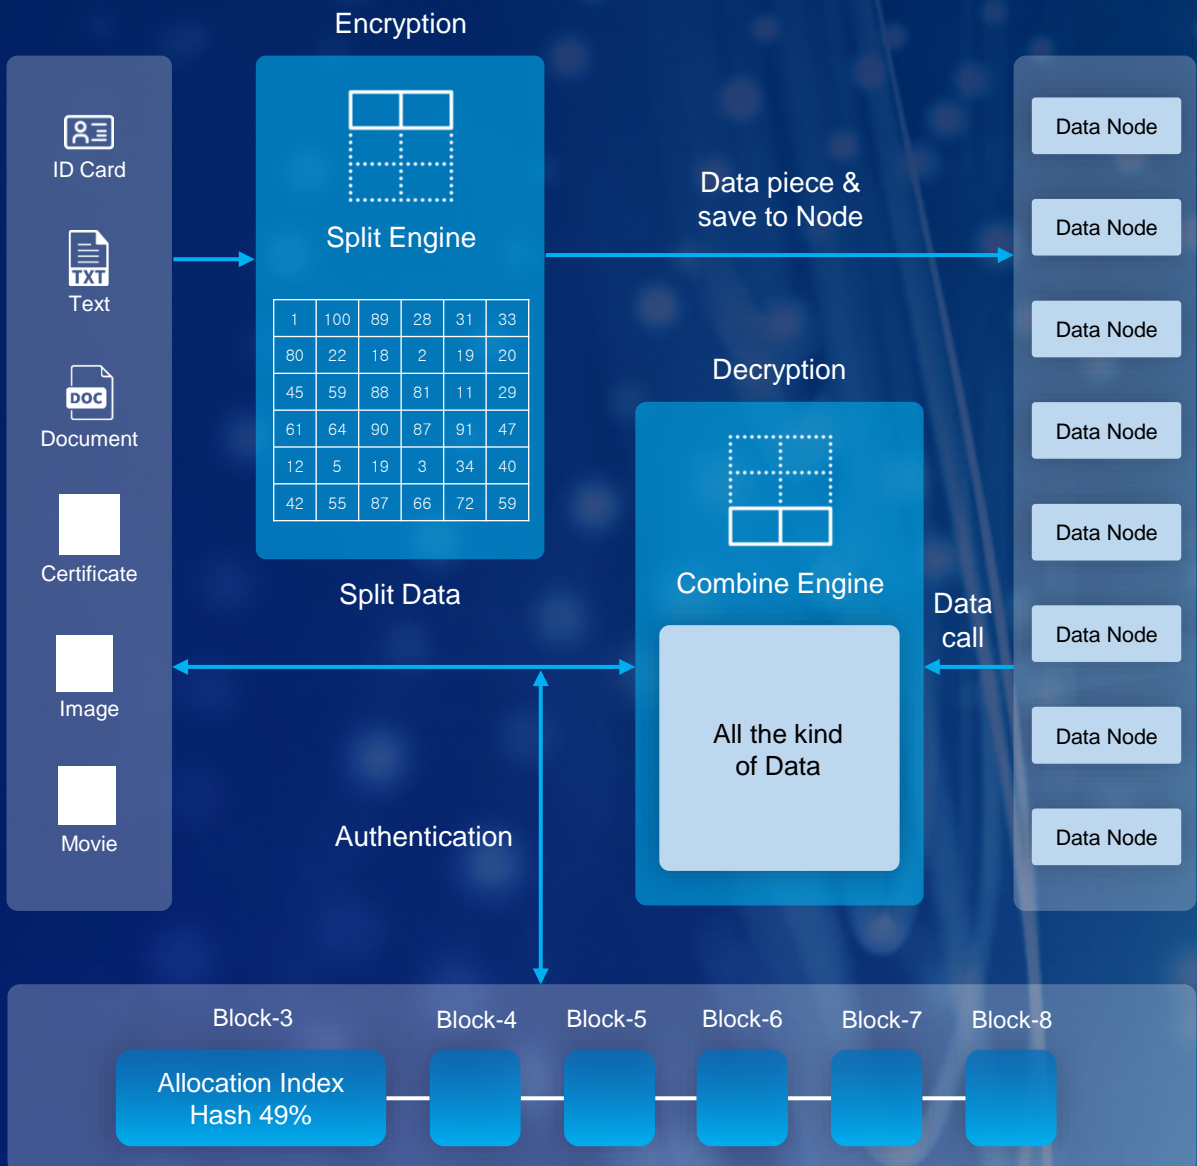 Encryption
ID Card
TXT
Text
DOC
Document
Certificate
Image
Movie
Split Engine
1 100 89 28 31 33
80 22 18 2 19 20
45 59 88 81 11 29
61 64 90 87 91 47
12 5 19 3 34 40
42 55 87 66 72 59
Split Data
Data piece &
save to Node
Decryption
Combine Engine
All the kind
of Data
Data
call
Data Node
Data Node
Data Node
Data Node
Data Node
Data Node
Data Node
Data Node
Authentication
Block-3 Block-4 Block-5 Block-6 Block-7 Block-8
Allocation Index
Hash 49%